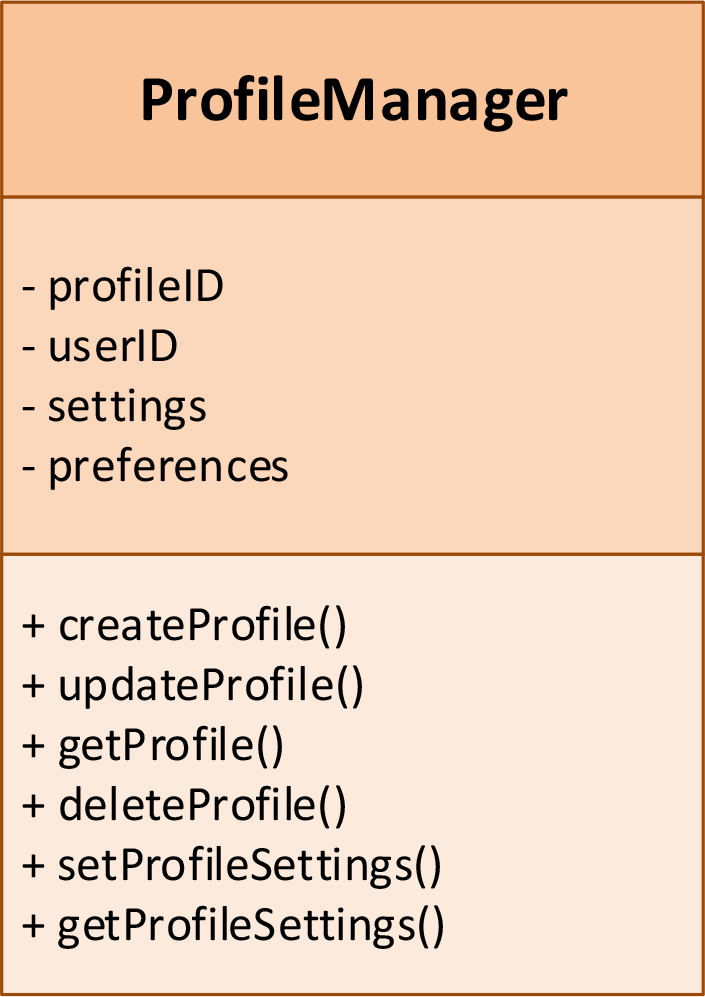 ProfileManager
- profileID
- userID
- settings
- preferences
+ createProfile()
+ updateProfile()
+ getProfile()
+ deleteProfile()
+ setProfileSettings()
+ getProfileSettings()